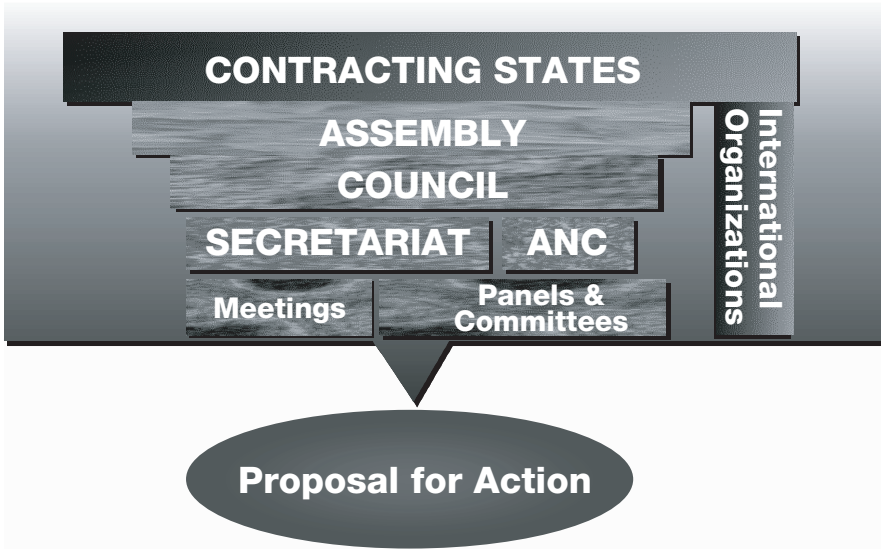 CONTRACTING STATES
ASSEMBLY
COUNCIL
SECRETARIAT
ANC
Meetings
Panels &
Committees
International
Organizations
Proposal for Action